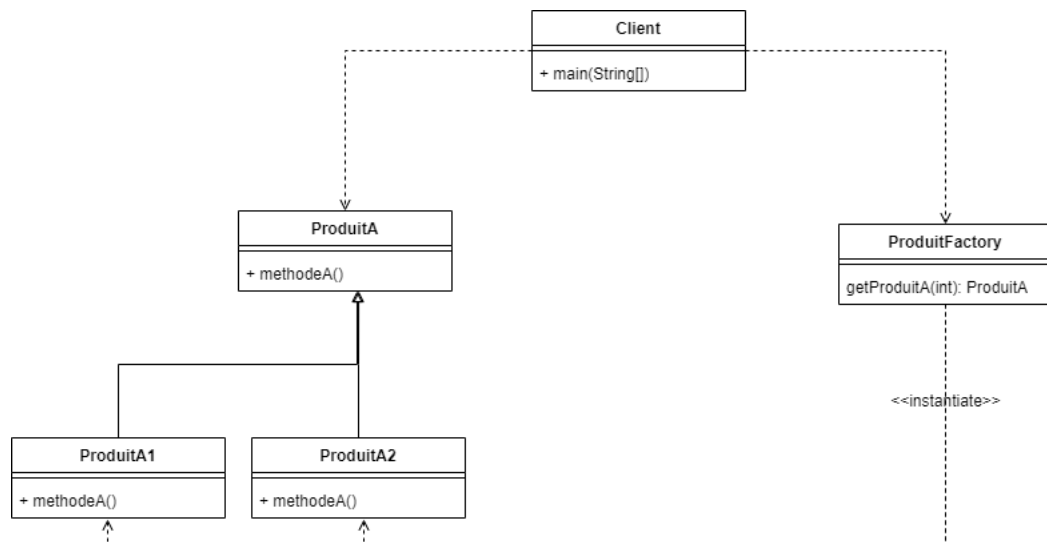 Client
+ main(String[])
ProduitA
+ methodeA()
ProduitFactory
getProduitA(int): ProduitA
<<instantiate>>
ProduitA1
+ methodeA()
ProduitA2
+ methodeA()